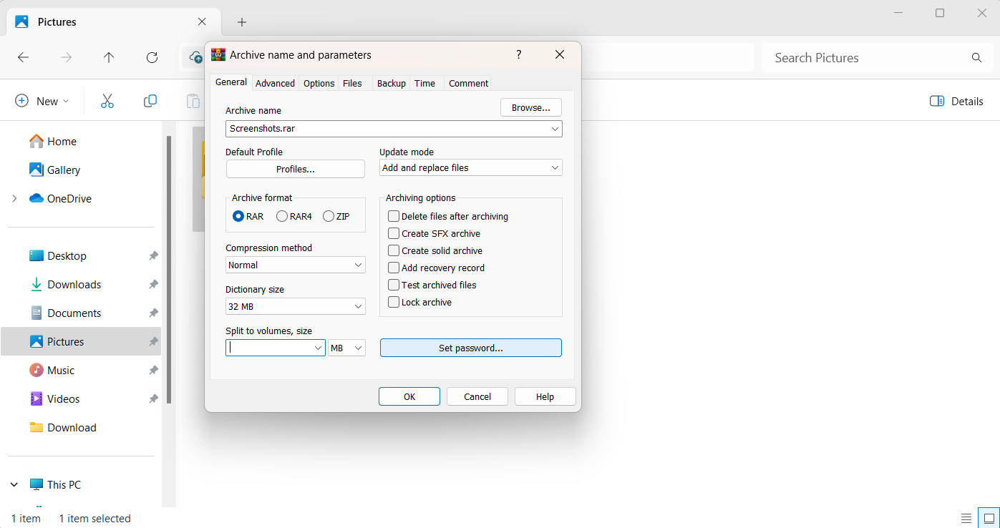 Pictures
Search Pictures
New
Details
Home
Gallery
OneDrive
Desktop
Downloads
Documents
Pictures
Music
Videos
Download
This PC
1 item 1 item selected
Archive name and parameters ?
General Advanced Options Files Backup Time Comment
Archive name
Browse...
Screenshots.rar
Default Profile
Profiles...
Update mode
Add and replace files
Archive format
RAR RAR4 ZIP
Compression method
Normal
Dictionary size
32 MB
Split to volumes, size
MB
Archiving options
Delete files after archiving
Create SFX archive
Create solid archive
Add recovery record
Test archived files
Lock archive
Set password...
OK Cancel Help